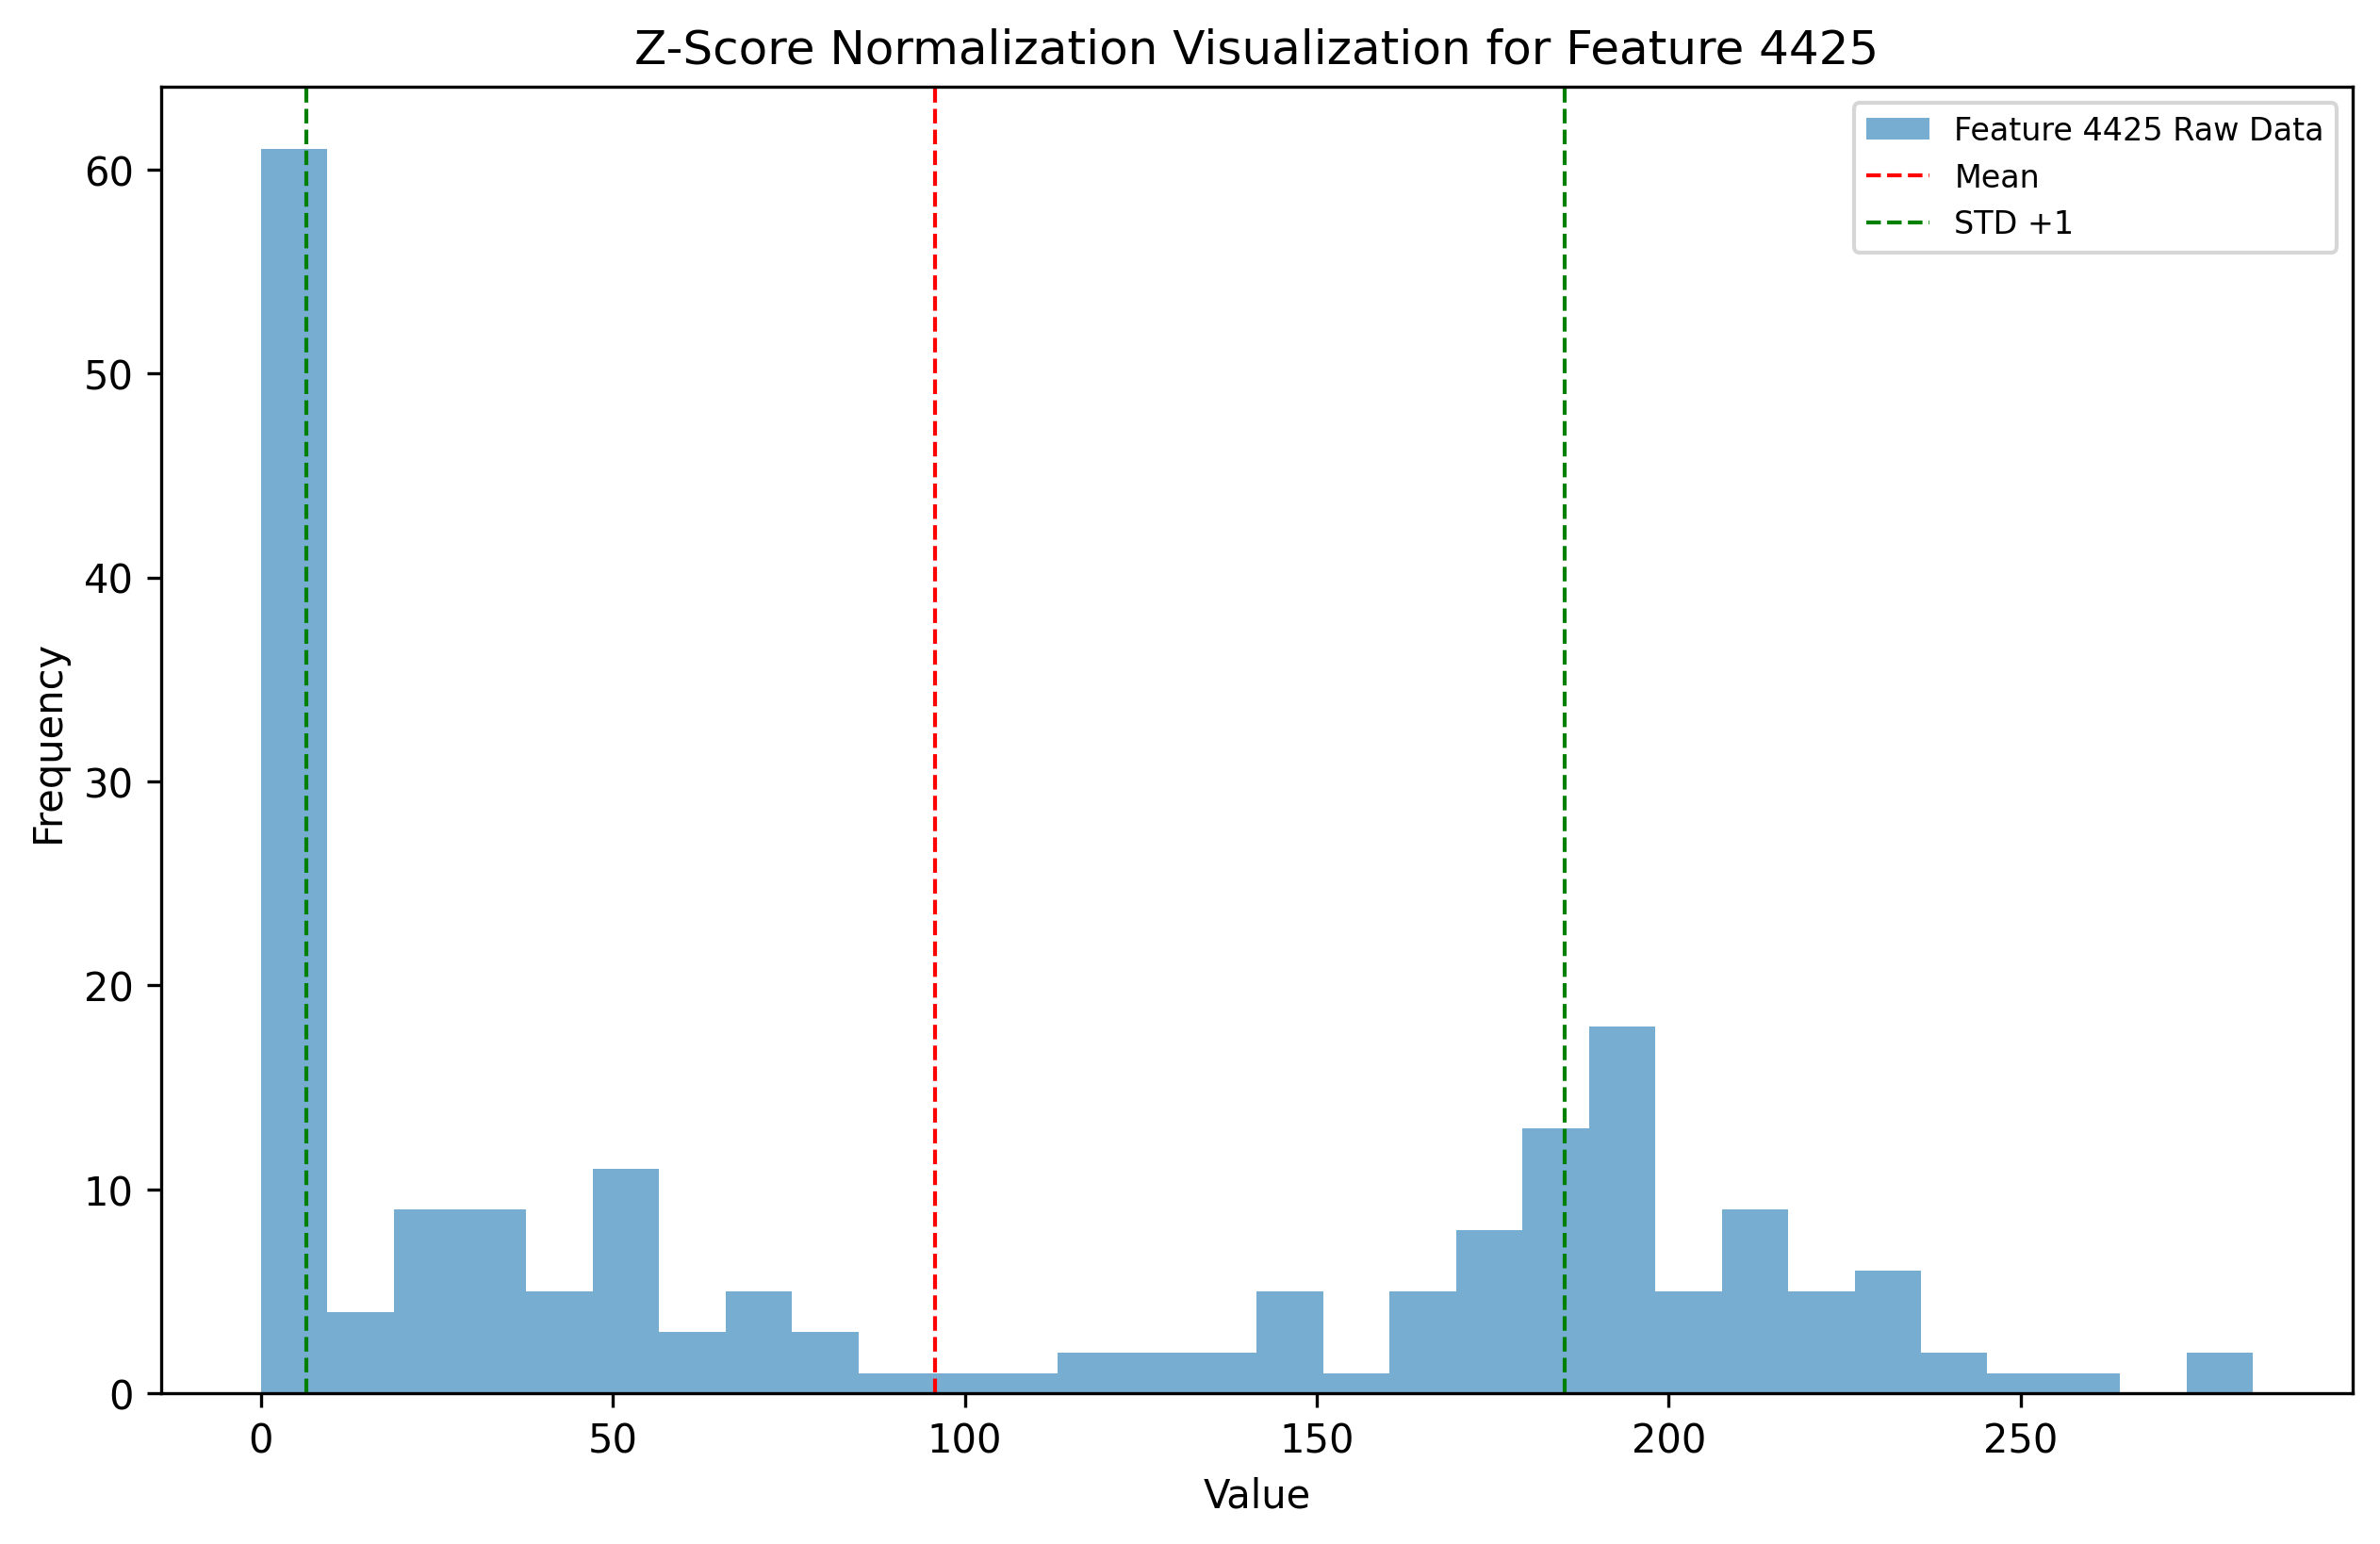 Z-Score Normalization Visualization for Feature 4425
Feature 4425 Raw Data
Mean
STD +1
60
50
40
30
20
10
0
Frequency
0 50 100 150 200 250
Value